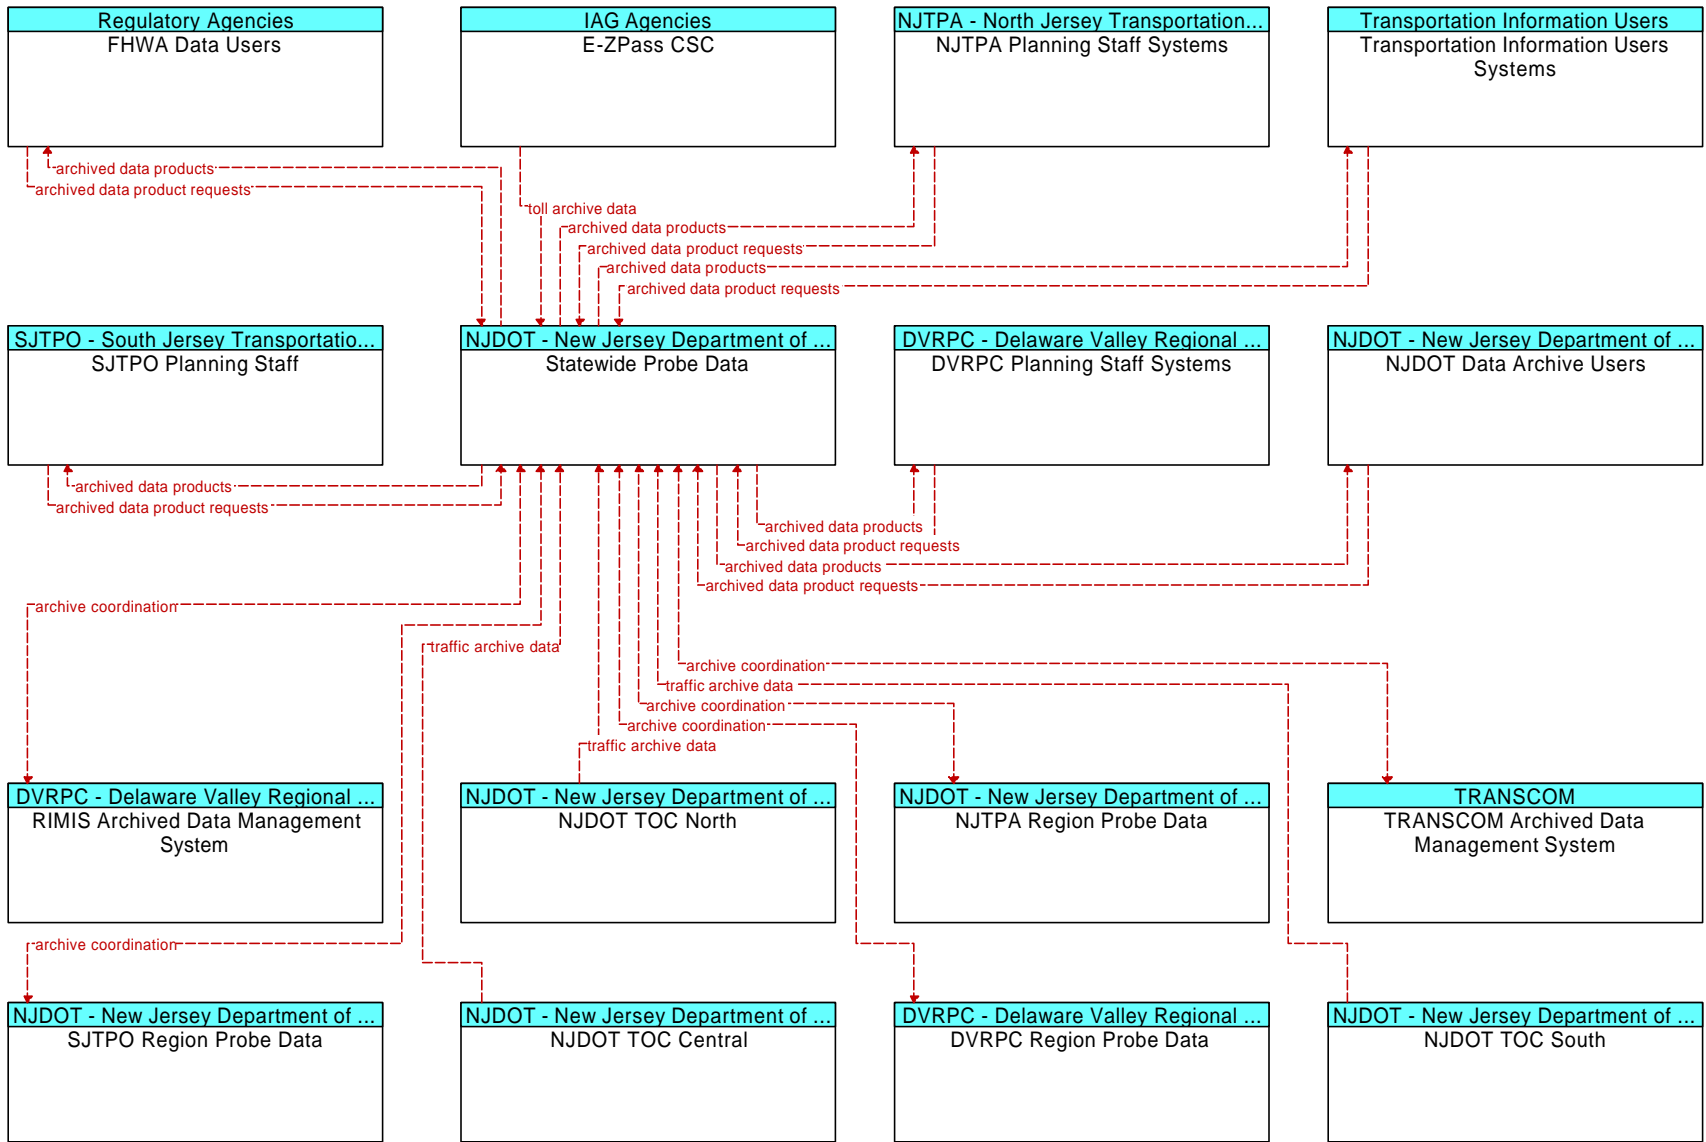 Regulatory Agencies
FHWA Data Users
IAG Agencies
E-ZPass CSC
NJTPA - North Jersey Transportation...
NJTPA Planning Staff Systems
Transportation Information Users
Transportation Information Users
Systems
archived data products
archived data product requests
toll archive data
archived data products
archived data product requests
archived data products
archived data product requests
SJTPO - South Jersey Transportatio...
SJTPO Planning Staff
NJDOT - New Jersey Department of ...
Statewide Probe Data
DVRPC - Delaware Valley Regional ...
DVRPC Planning Staff Systems
NJDOT - New Jersey Department of ...
NJDOT Data Archive Users
archived data products
archived data product requests
archived data products
archived data product requests
archived data products
archived data product requests
archive coordination
traffic archive data
archive coordination
traffic archive data
archive coordination
archive coordination
traffic archive data
DVRPC - Delaware Valley Regional ...
RIMIS Archived Data Management
System
NJDOT - New Jersey Department of ...
NJDOT TOC North
NJDOT - New Jersey Department of ...
NJTPA Region Probe Data
TRANSCOM
TRANSCOM Archived Data
Management System
archive coordination
NJDOT - New Jersey Department of ...
SJTPO Region Probe Data
NJDOT - New Jersey Department of ...
NJDOT TOC Central
DVRPC - Delaware Valley Regional ...
DVRPC Region Probe Data
NJDOT - New Jersey Department of ...
NJDOT TOC South